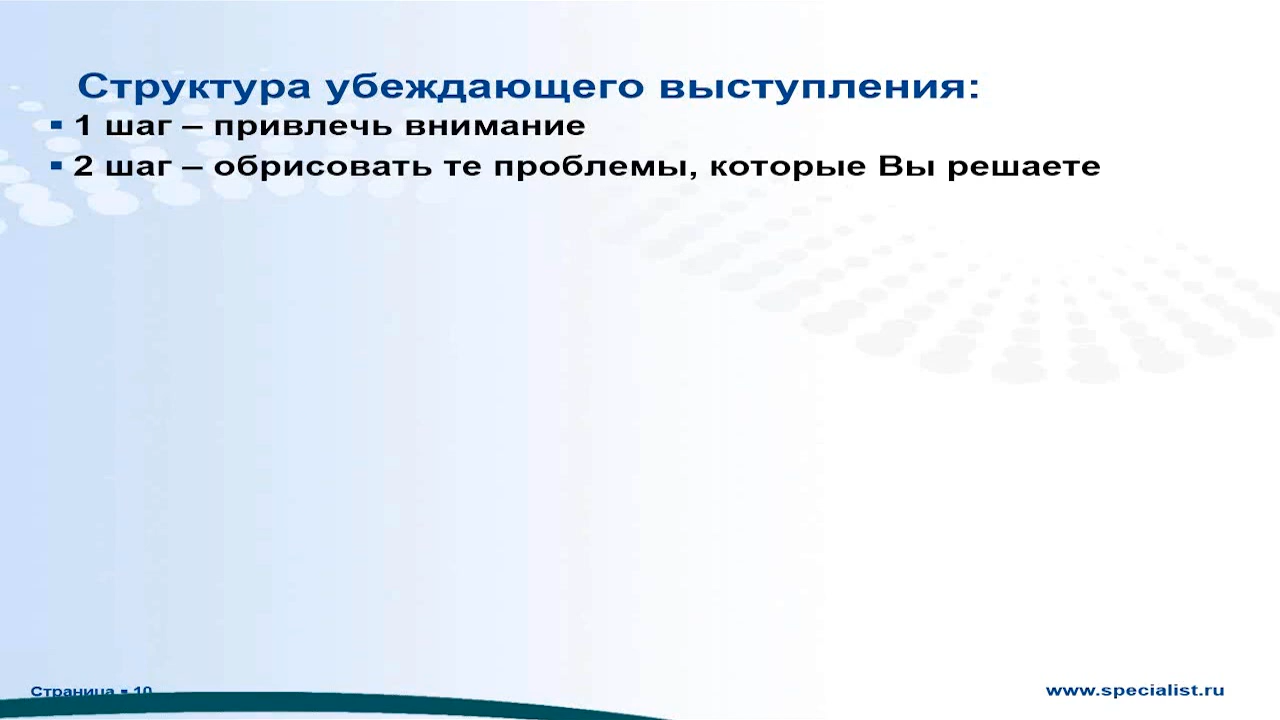 Структура убеждающего выступления:
▪ 1 шаг – привлечь внимание
▪ 2 шаг – обрисовать те проблемы, которые Вы решаете
Страница ▪ 10
www.specialist.ru